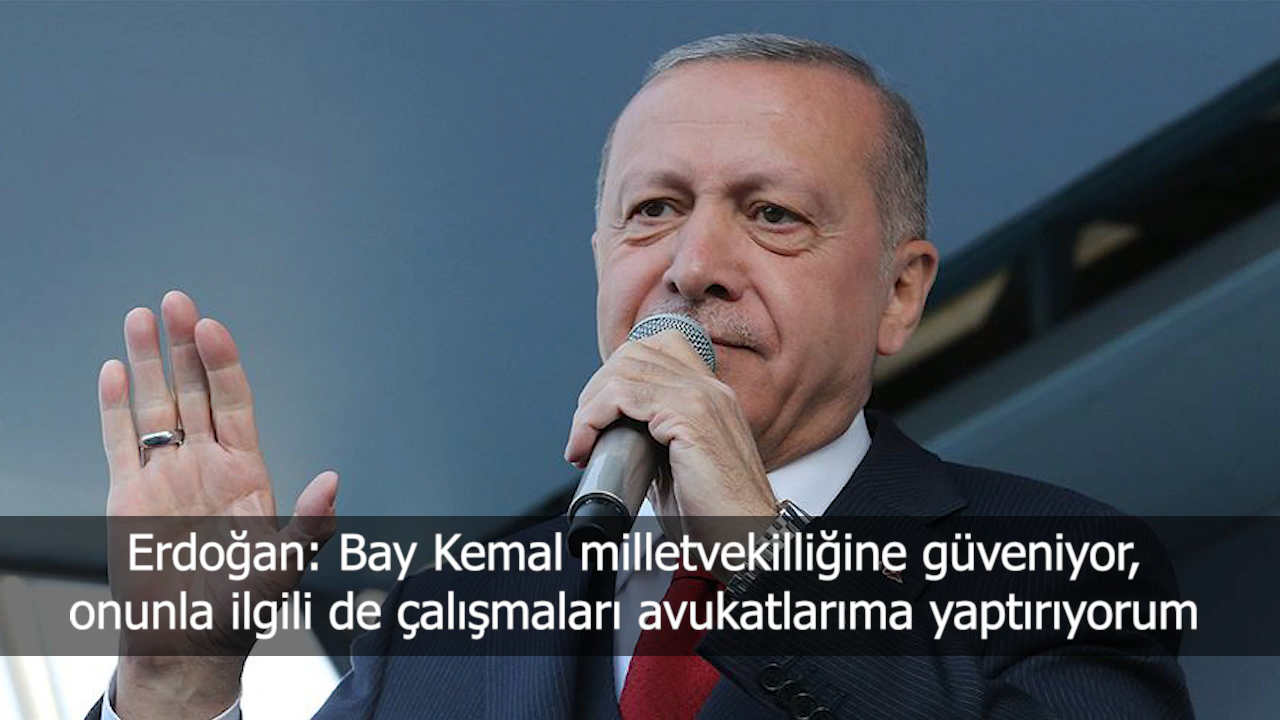 Erdoğan: Bay Kemal milletvekilliğine güveniyor,
onunla ilgili de çalışmaları avukatlarıma yaptırıyorum